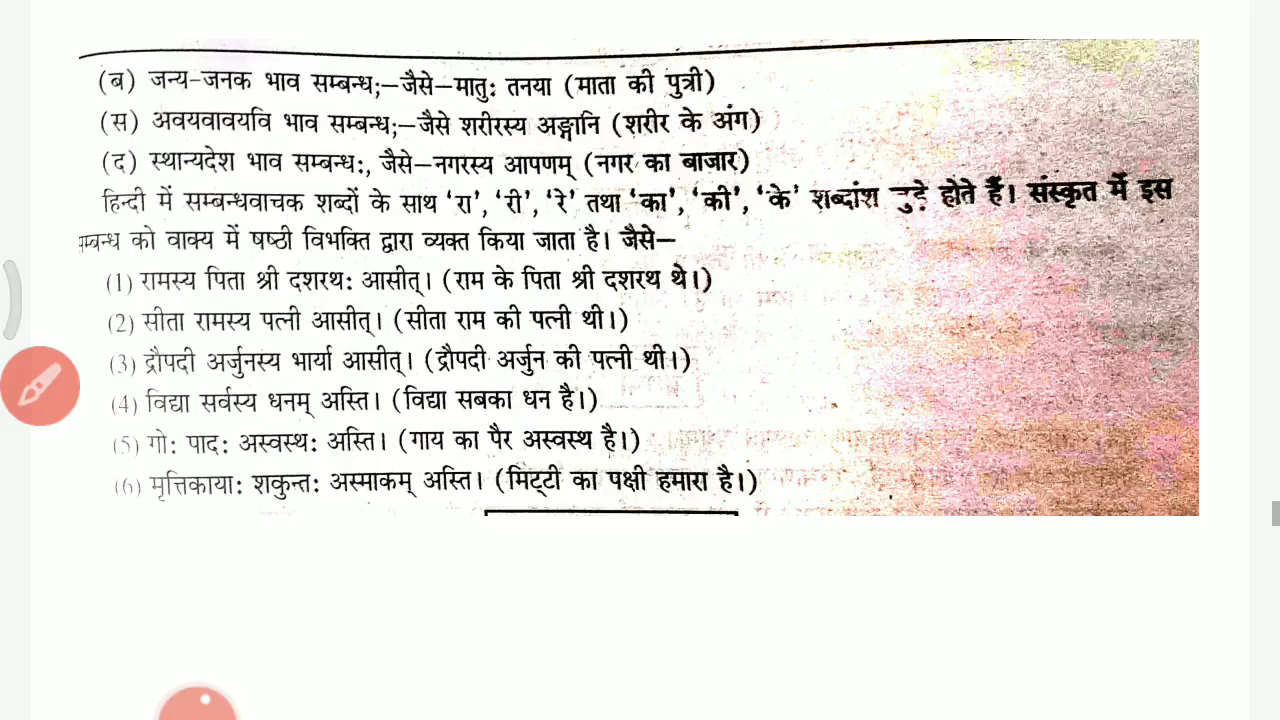 (ब) जन्य-जनक भाव सम्बन्ध;–जैसे–मातुः तनया (माता की पुत्री)
(स) अवयवावयवि भाव सम्बन्ध;–जैसे शरीरस्य अङ्गानि (शरीर के अंग)
(द) स्थान्यदेश भाव सम्बन्धः, जैसे–नगरस्य आपणम् (नगर का बाजार)
हिन्दी में सम्बन्धवाचक शब्दों के साथ ‘रा’, ‘री’, ‘रे’ तथा ‘का’, ‘की’, ‘के’ शब्दांश जुड़े होते हैं। संस्कृत में इस
सम्बन्ध को वाक्य में षष्ठी विभक्ति द्वारा व्यक्त किया जाता है। जैसे–
(1) रामस्य पिता श्री दशरथः आसीत्। (राम के पिता श्री दशरथ थे।)
(2) सीता रामस्य पत्नी आसीत्। (सीता राम की पत्नी थी।)
(3) द्रौपदी अर्जुनस्य भार्या आसीत्। (द्रौपदी अर्जुन की पत्नी थी।)
(4) विद्या सर्वस्य धनम् अस्ति। (विद्या सबका धन है।)
(5) गोः पादः अस्वस्थः अस्ति। (गाय का पैर अस्वस्थ है।)
(6) मृत्तिकायाः शकुन्तः अस्माकम् अस्ति। (मिट्टी का पक्षी हमारा है।)